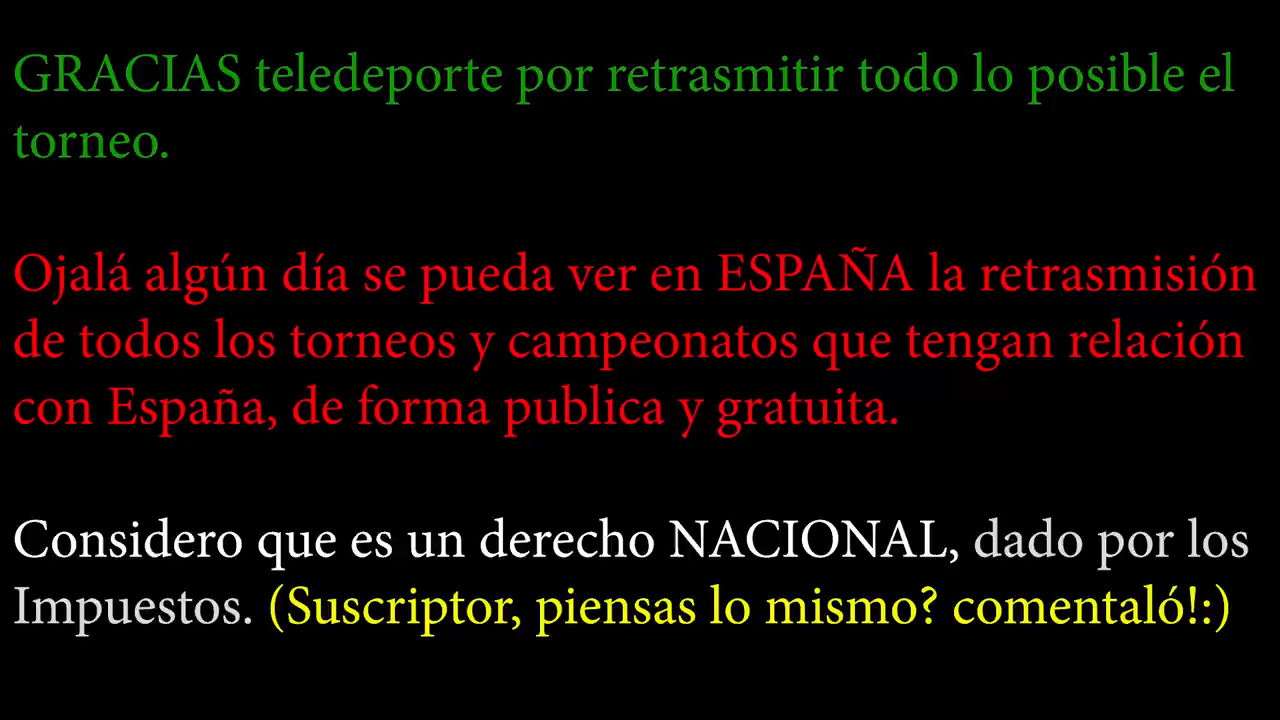 GRACIAS teledeporte por retrasmitir todo lo posible el
torneo.
Ojalá algún día se pueda ver en ESPAÑA la retrasmisión
de todos los torneos y campeonatos que tengan relación
con España, de forma publica y gratuita.
Considero que es un derecho NACIONAL, dado por los
Impuestos. (Suscriptor, piensas lo mismo? comentaló!:)